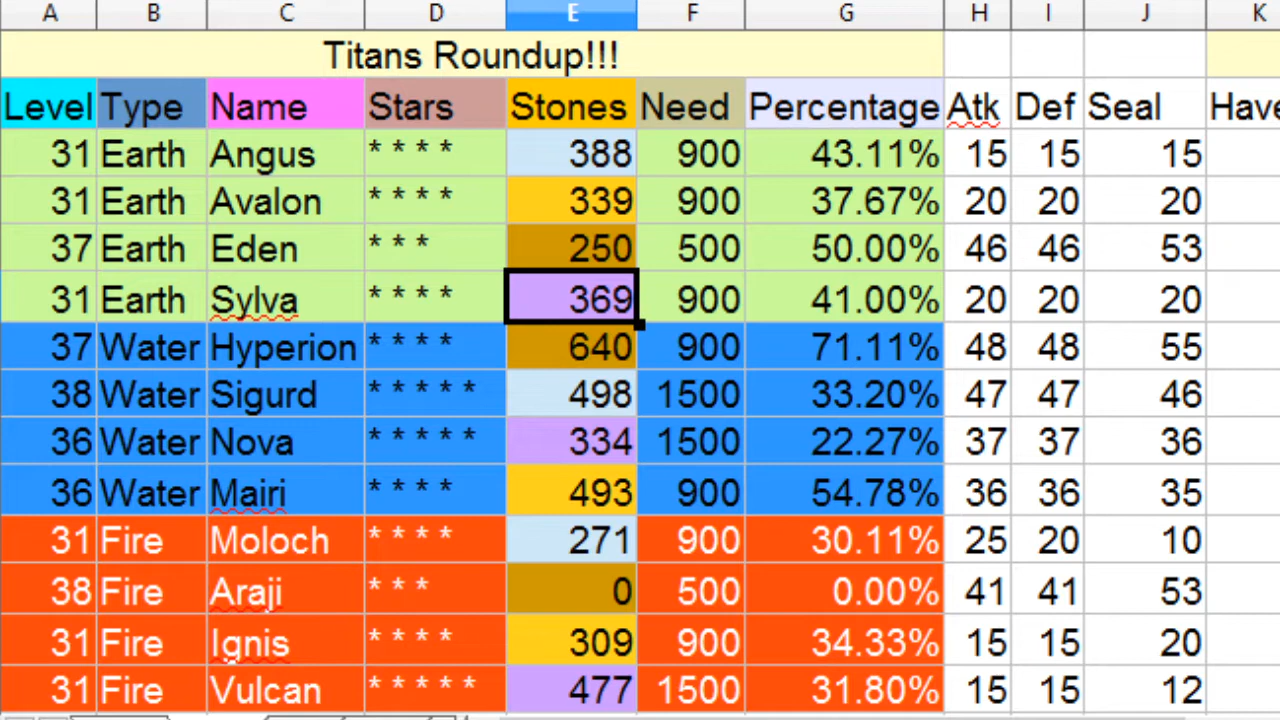 A B C D E F G H I J K
Titans Roundup!!!
Level Type Name Stars Stones Need Percentage Atk Def Seal Have
31 Earth Angus * * * * 388 900 43.11% 15 15 15
31 Earth Avalon * * * * 339 900 37.67% 20 20 20
37 Earth Eden * * * 250 500 50.00% 46 46 53
31 Earth Sylva * * * * 369 900 41.00% 20 20 20
37 Water Hyperion * * * * 640 900 71.11% 48 48 55
38 Water Sigurd * * * * * 498 1500 33.20% 47 47 46
36 Water Nova * * * * * 334 1500 22.27% 37 37 36
36 Water Mairi * * * * 493 900 54.78% 36 36 35
31 Fire Moloch * * * * 271 900 30.11% 25 20 10
38 Fire Araji * * * 0 500 0.00% 41 41 53
31 Fire Ignis * * * * 309 900 34.33% 15 15 20
31 Fire Vulcan * * * * * 477 1500 31.80% 15 15 12